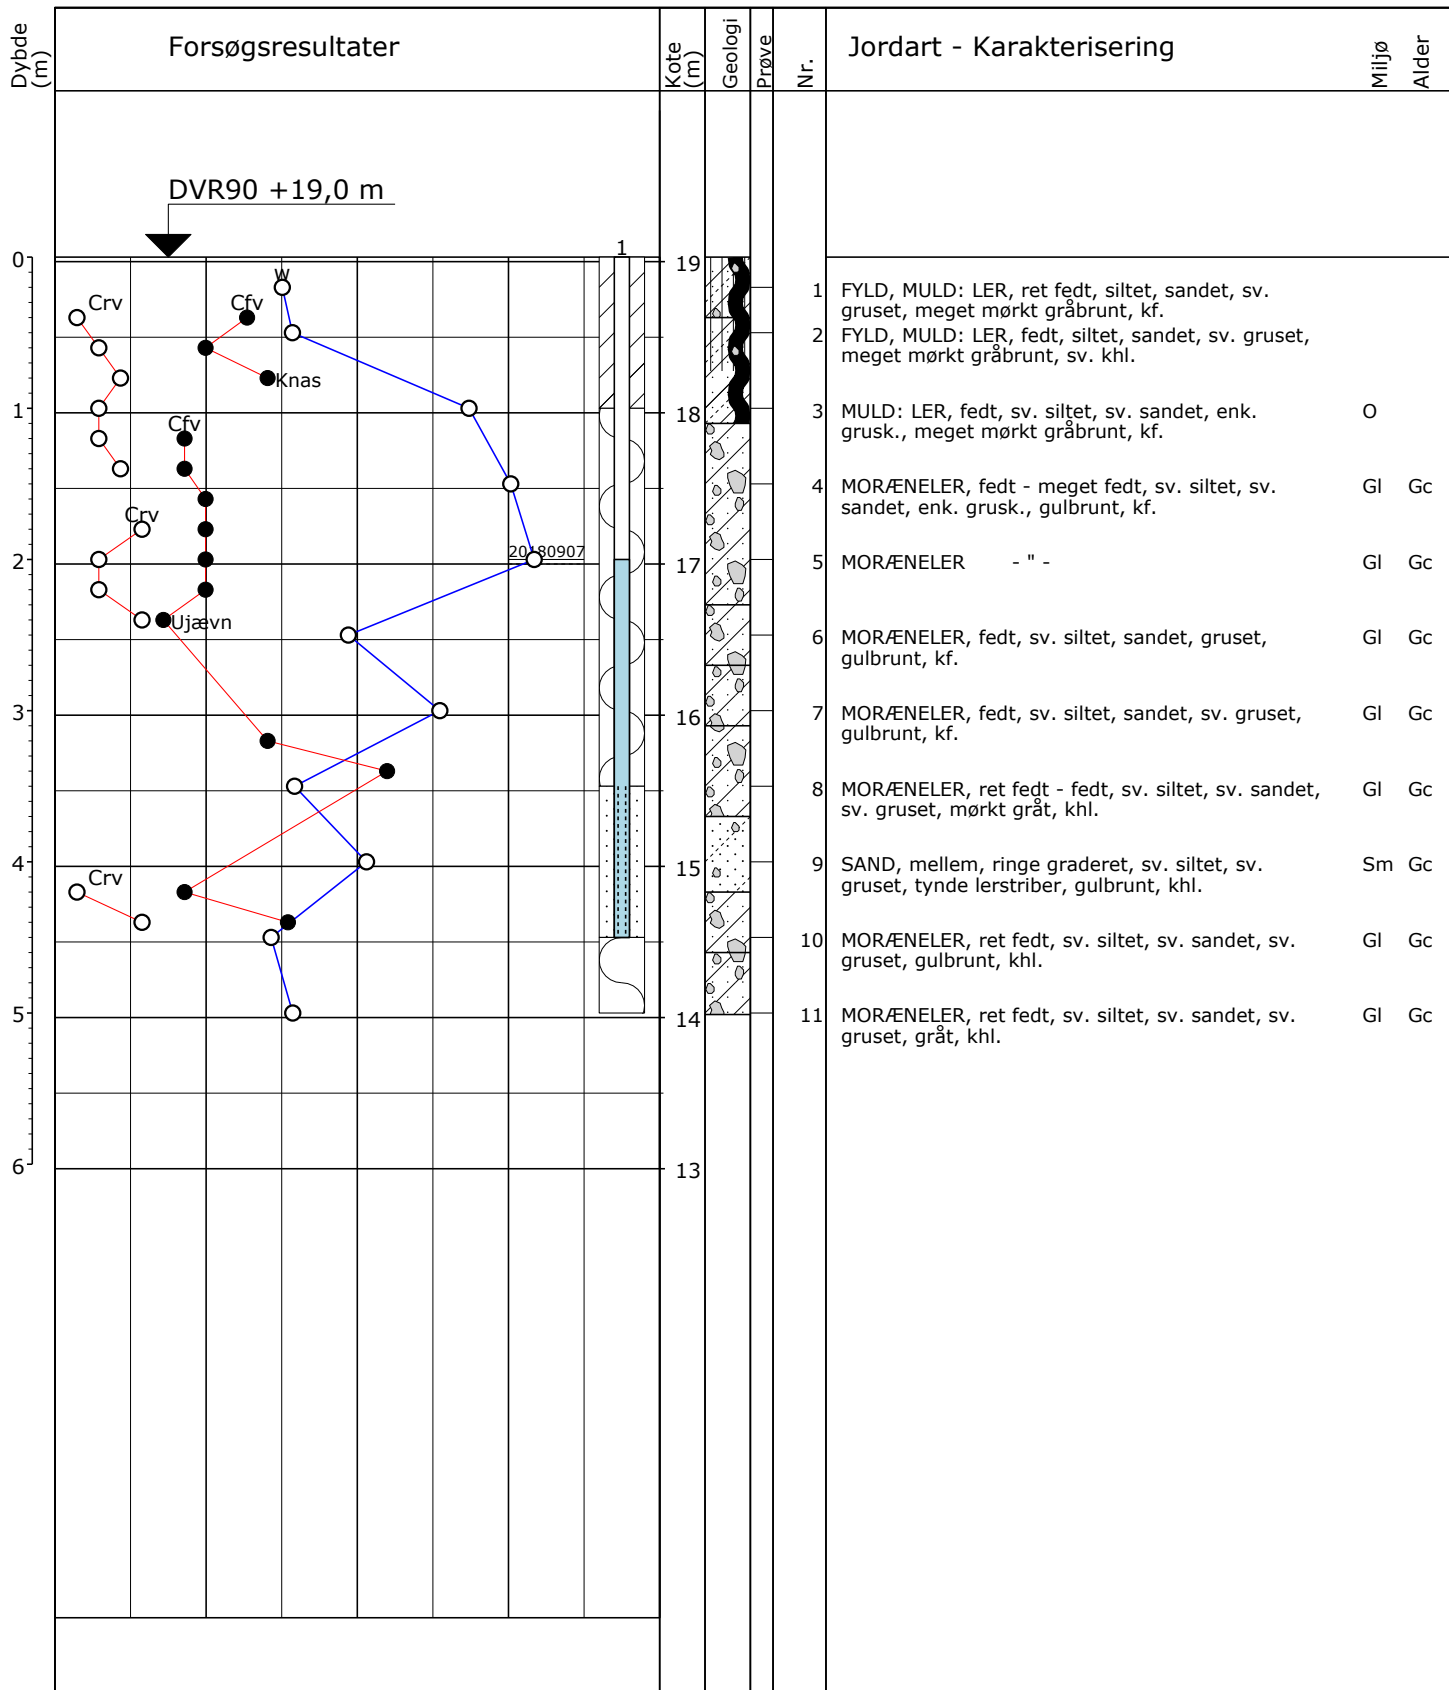 Dybde
(m)
Forsøgsresultater
Kote
(m)
Geologi
Prøve
Nr.
Jordart - Karakterisering
Miljø
Alder
DVR90 +19,0 m
1
0
W
19
Crv
Cfv
1 FYLD, MULD: LER, ret fedt, siltet, sandet, sv.
gruset, meget mørkt gråbrunt, kf.
2 FYLD, MULD: LER, fedt, siltet, sandet, sv. gruset,
meget mørkt gråbrunt, sv. khl.
Knas
1
18
3 MULD: LER, fedt, sv. siltet, sv. sandet, enk. O
grusk., meget mørkt gråbrunt, kf.
Cfv
4 MORÆNELER, fedt - meget fedt, sv. siltet, sv. Gl Gc
sandet, enk. grusk., gulbrunt, kf.
Crv
20180907
2
17
5 MORÆNELER - " - Gl Gc
Ujævn
6 MORÆNELER, fedt, sv. siltet, sandet, gruset, Gl Gc
gulbrunt, kf.
3
16
7 MORÆNELER, fedt, sv. siltet, sandet, sv. gruset, Gl Gc
gulbrunt, kf.
8 MORÆNELER, ret fedt - fedt, sv. siltet, sv. sandet, Gl Gc
sv. gruset, mørkt gråt, khl.
4
15
9 SAND, mellem, ringe graderet, sv. siltet, sv. Sm Gc
gruset, tynde lerstriber, gulbrunt, khl.
Crv
10 MORÆNELER, ret fedt, sv. siltet, sv. sandet, sv. Gl Gc
gruset, gulbrunt, khl.
5
14
11 MORÆNELER, ret fedt, sv. siltet, sv. sandet, sv. Gl Gc
gruset, gråt, khl.
6
13